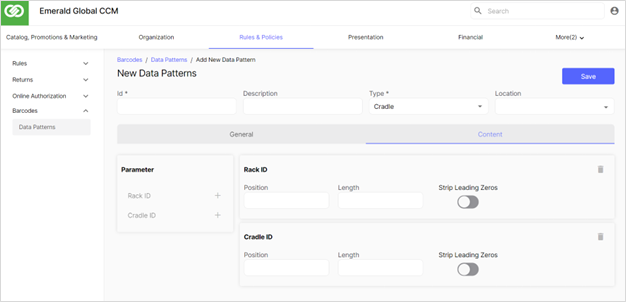 Emerald Global CCM
Search
Catalog, Promotions & Marketing Organization Rules & Policies Presentation Financial More(2)
Rules
Returns
Online Authorization
Barcodes
Data Patterns
Barcodes / Data Patterns / Add New Data Pattern
New Data Patterns
Save
Id * Description Type * Location
Cradle
General Content
Parameter
Rack ID +
Cradle ID +
Rack ID
Position Length Strip Leading Zeros
Cradle ID
Position Length Strip Leading Zeros